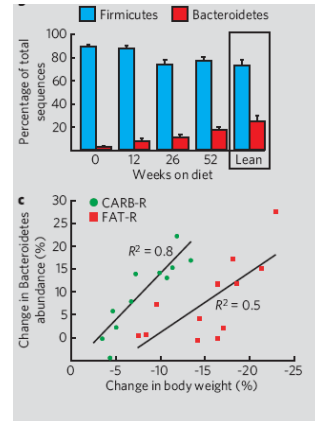 Firmicutes Bacteroidetes
Percentage of total
sequences
100
80
60
40
20
0 12 26 52 Lean
Weeks on diet
c
CARB-R
FAT-R
R² = 0.8
R² = 0.5
Change in Bacteroidetes
abundance (%)
30
25
20
15
10
5
0
0 -5 -10 -15 -20 -25
Change in body weight (%)